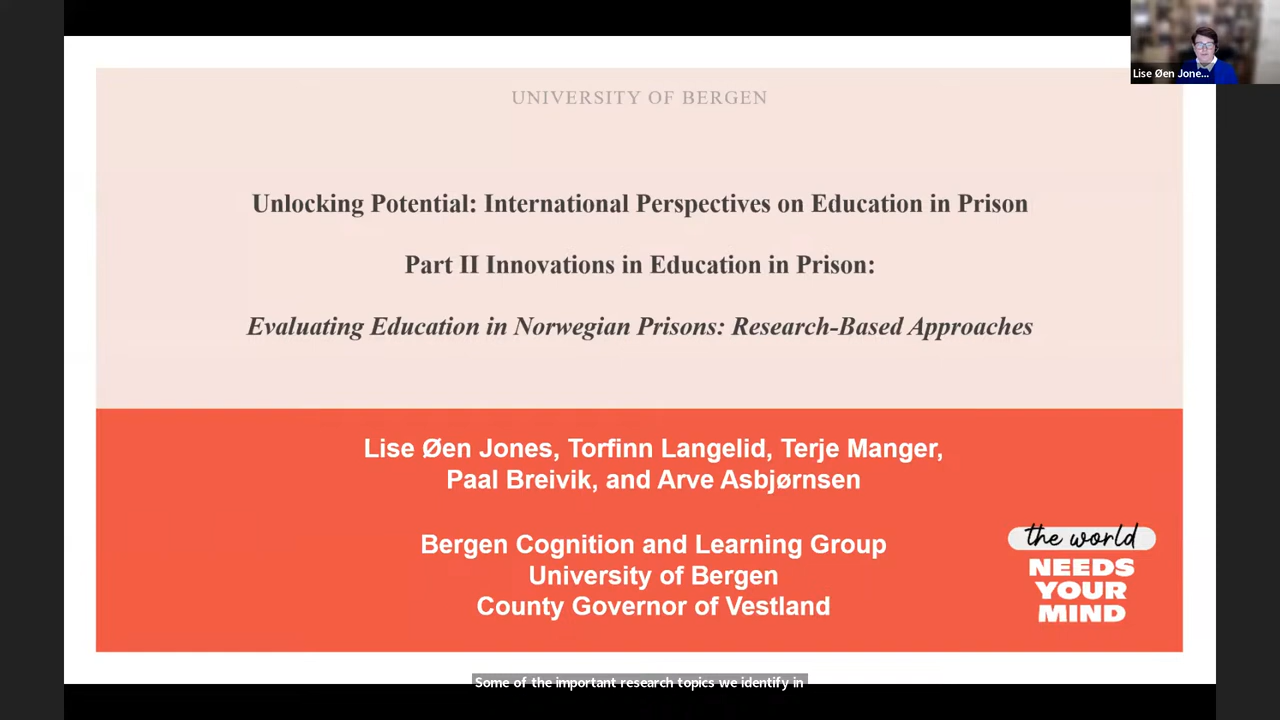 Lise Øen Jone...
UNIVERSITY OF BERGEN
Unlocking Potential: International Perspectives on Education in Prison
Part II Innovations in Education in Prison:
Evaluating Education in Norwegian Prisons: Research-Based Approaches
Lise Øen Jones, Torfinn Langelid, Terje Manger,
Paal Breivik, and Arve Asbjørnsen
Bergen Cognition and Learning Group
University of Bergen
County Governor of Vestland
the world
NEEDS
YOUR
MIND
Some of the important research topics we identify in